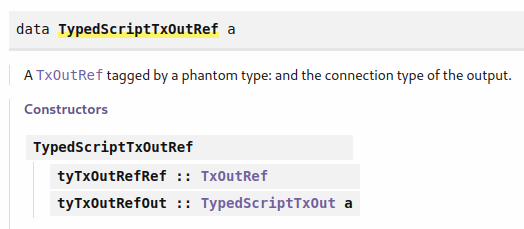 data TypedScriptTxOutRef a
A TxOutRef tagged by a phantom type: and the connection type of the output.
Constructors
TypedScriptTxOutRef
tyTxOutRefRef :: TxOutRef
tyTxOutRefOut :: TypedScriptTxOut a